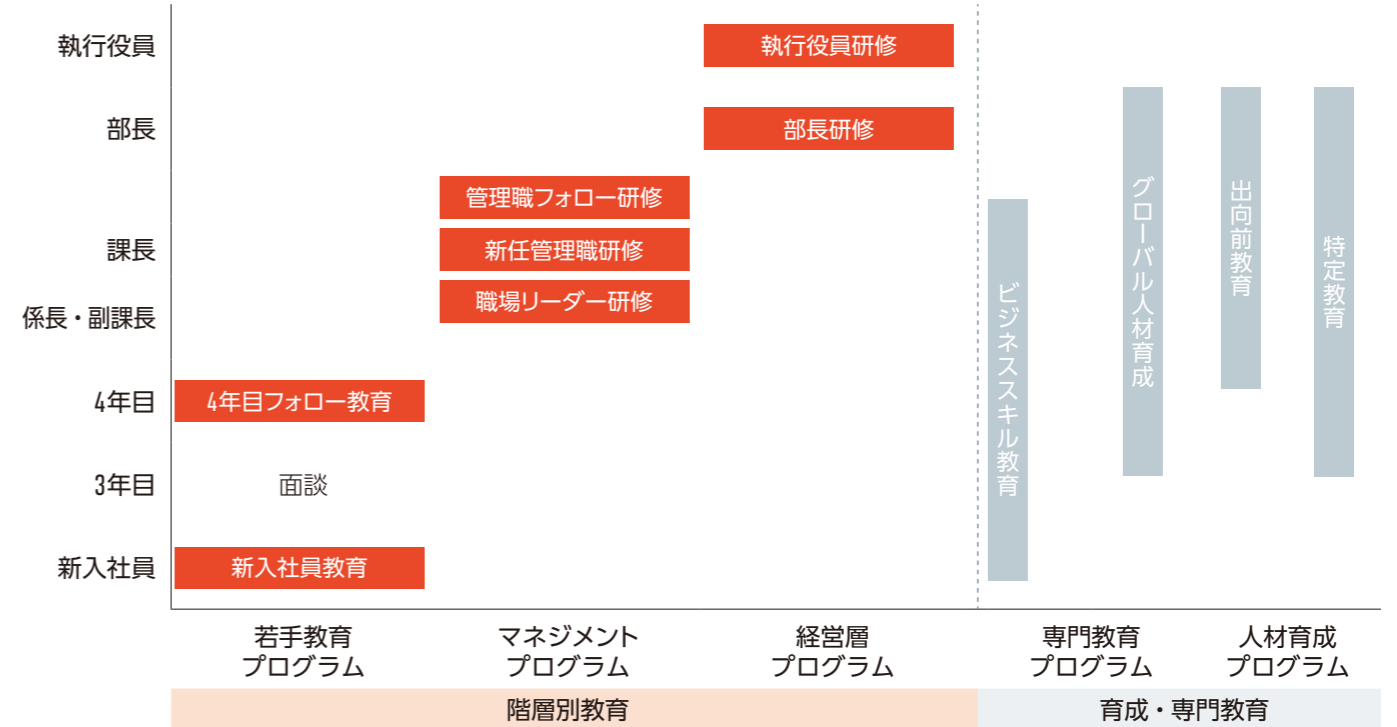 執行役員
執行役員研修
部長
部長研修
管理職フォロー研修
課長
新任管理職研修
職場リーダー研修
係長・副課長
4年目
4年目フォロー教育
3年目
面談
新入社員
新入社員教育
ビジネススキル教育
グローバル人材育成
出向前教育
特定教育
若手教育
プログラム
マネジメント
プログラム
経営層
プログラム
専門教育
プログラム
人材育成
プログラム
階層別教育
育成・専門教育